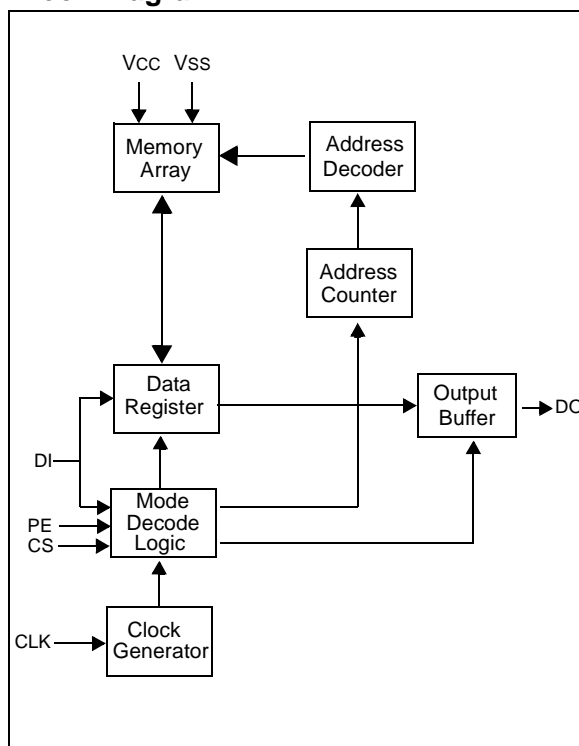 VCC VSS
Memory
Array
Address
Decoder
Address
Counter
Data
Register
Output
Buffer
DO
DI
Mode
Decode
Logic
PE
CS
CLK
Clock
Generator